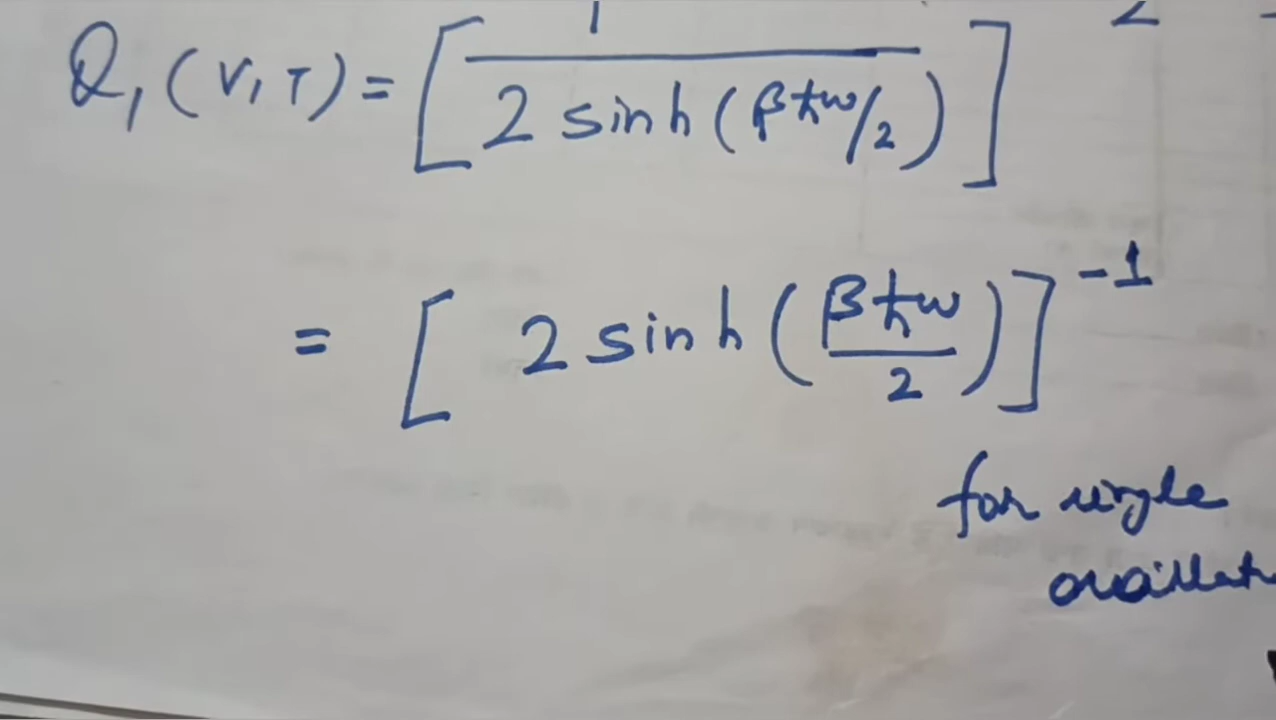 Q₁(V,T) = [1 / 2 sinh(βħω/2)]
= [2 sinh(βħω/2)]⁻¹
for single
oscillat